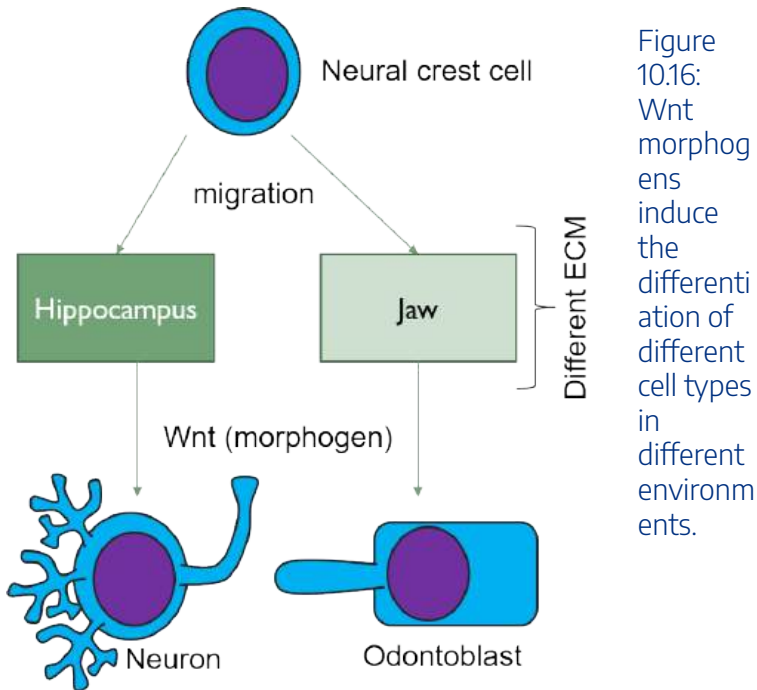 Neural crest cell
migration
Hippocampus
Jaw
Different ECM
Wnt (morphogen)
Neuron
Odontoblast
Figure
10.16:
Wnt
morphog
ens
induce
the
differenti
ation of
different
cell types
in
different
environm
ents.